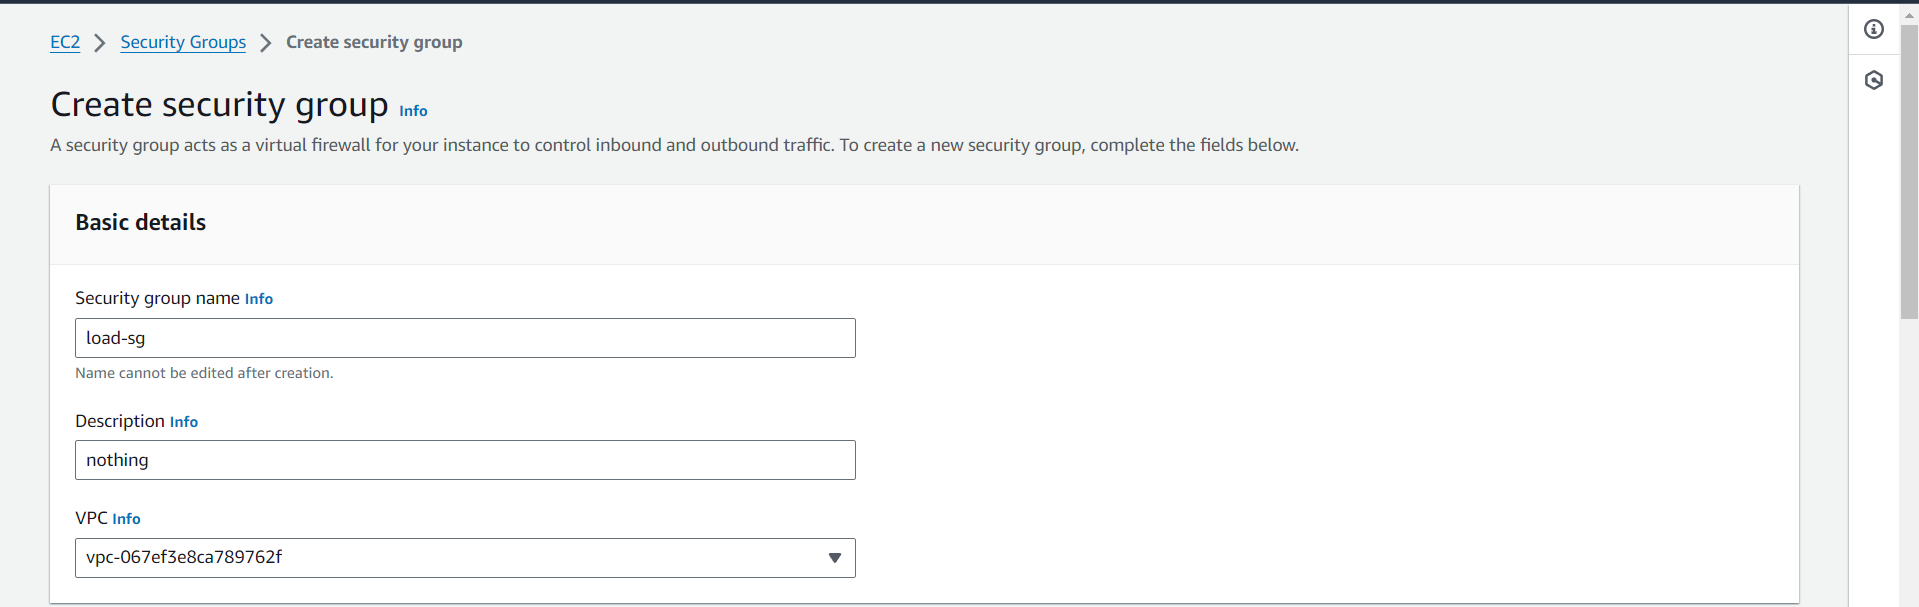 EC2 > Security Groups > Create security group
Create security group Info
A security group acts as a virtual firewall for your instance to control inbound and outbound traffic. To create a new security group, complete the fields below.
Basic details
Security group name Info
load-sg
Name cannot be edited after creation.
Description Info
nothing
VPC Info
vpc-067ef3e8ca789762f